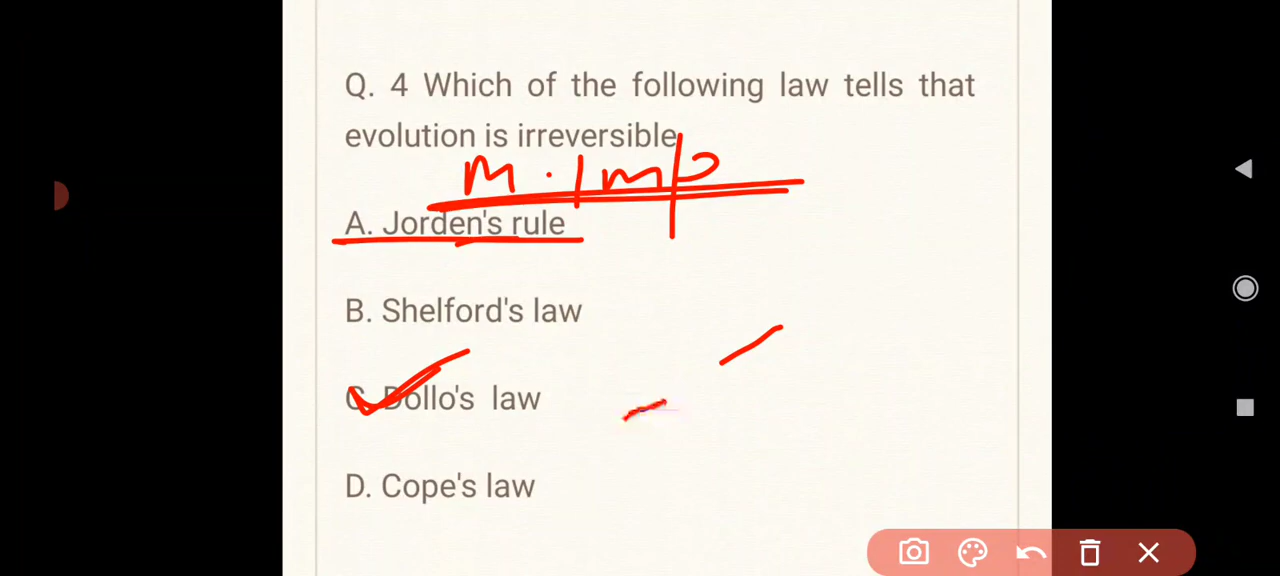 Q. 4 Which of the following law tells that
evolution is irreversible
m. Imp
A. Jorden's rule
B. Shelford's law
C. Dollo's law
D. Cope's law